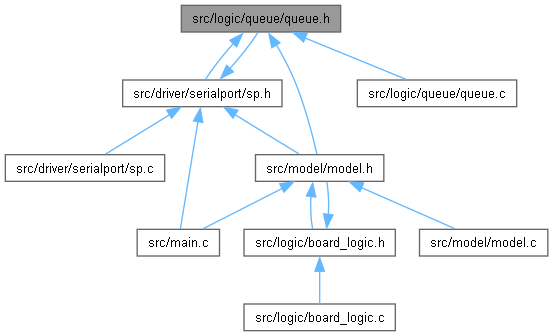 src/logic/queue/queue.h
src/driver/serialport/sp.h
src/logic/queue/queue.c
src/driver/serialport/sp.c
src/model/model.h
src/main.c
src/logic/board_logic.h
src/model/model.c
src/logic/board_logic.c